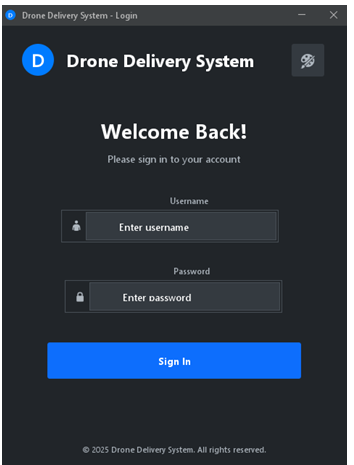 D Drone Delivery System - Login
D Drone Delivery System
Welcome Back!
Please sign in to your account
Username
Enter username
Password
Enter password
Sign In
© 2025 Drone Delivery System. All rights reserved.